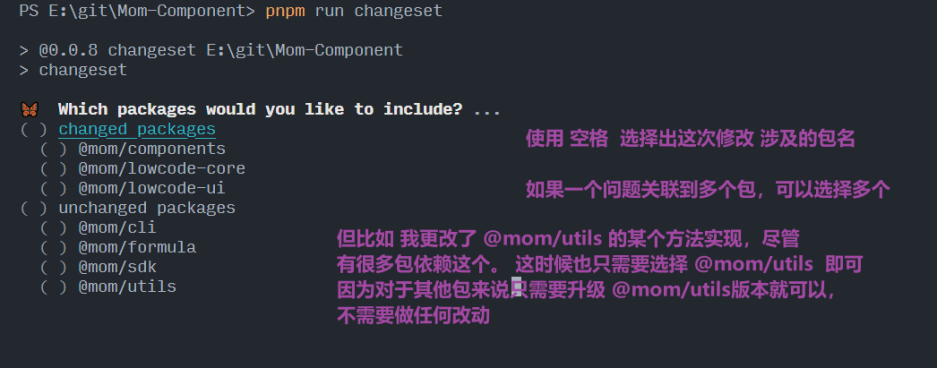 PS E:\git\Mom-Component> pnpm run changeset
> @0.0.8 changeset E:\git\Mom-Component
> changeset
Which packages would you like to include? ...
( ) changed packages
( ) @mom/components
( ) @mom/lowcode-core
( ) @mom/lowcode-ui
( ) unchanged packages
( ) @mom/cli
( ) @mom/formula
( ) @mom/sdk
( ) @mom/utils
使用 空格 选择出这次修改 涉及的包名
如果一个问题关联到多个包，可以选择多个
但比如 我更改了 @mom/utils 的某个方法实现，尽管
有很多包依赖这个。 这时候也只需要选择 @mom/utils 即可
因为对于其他包来说只需要升级 @mom/utils版本就可以，
不需要做任何改动